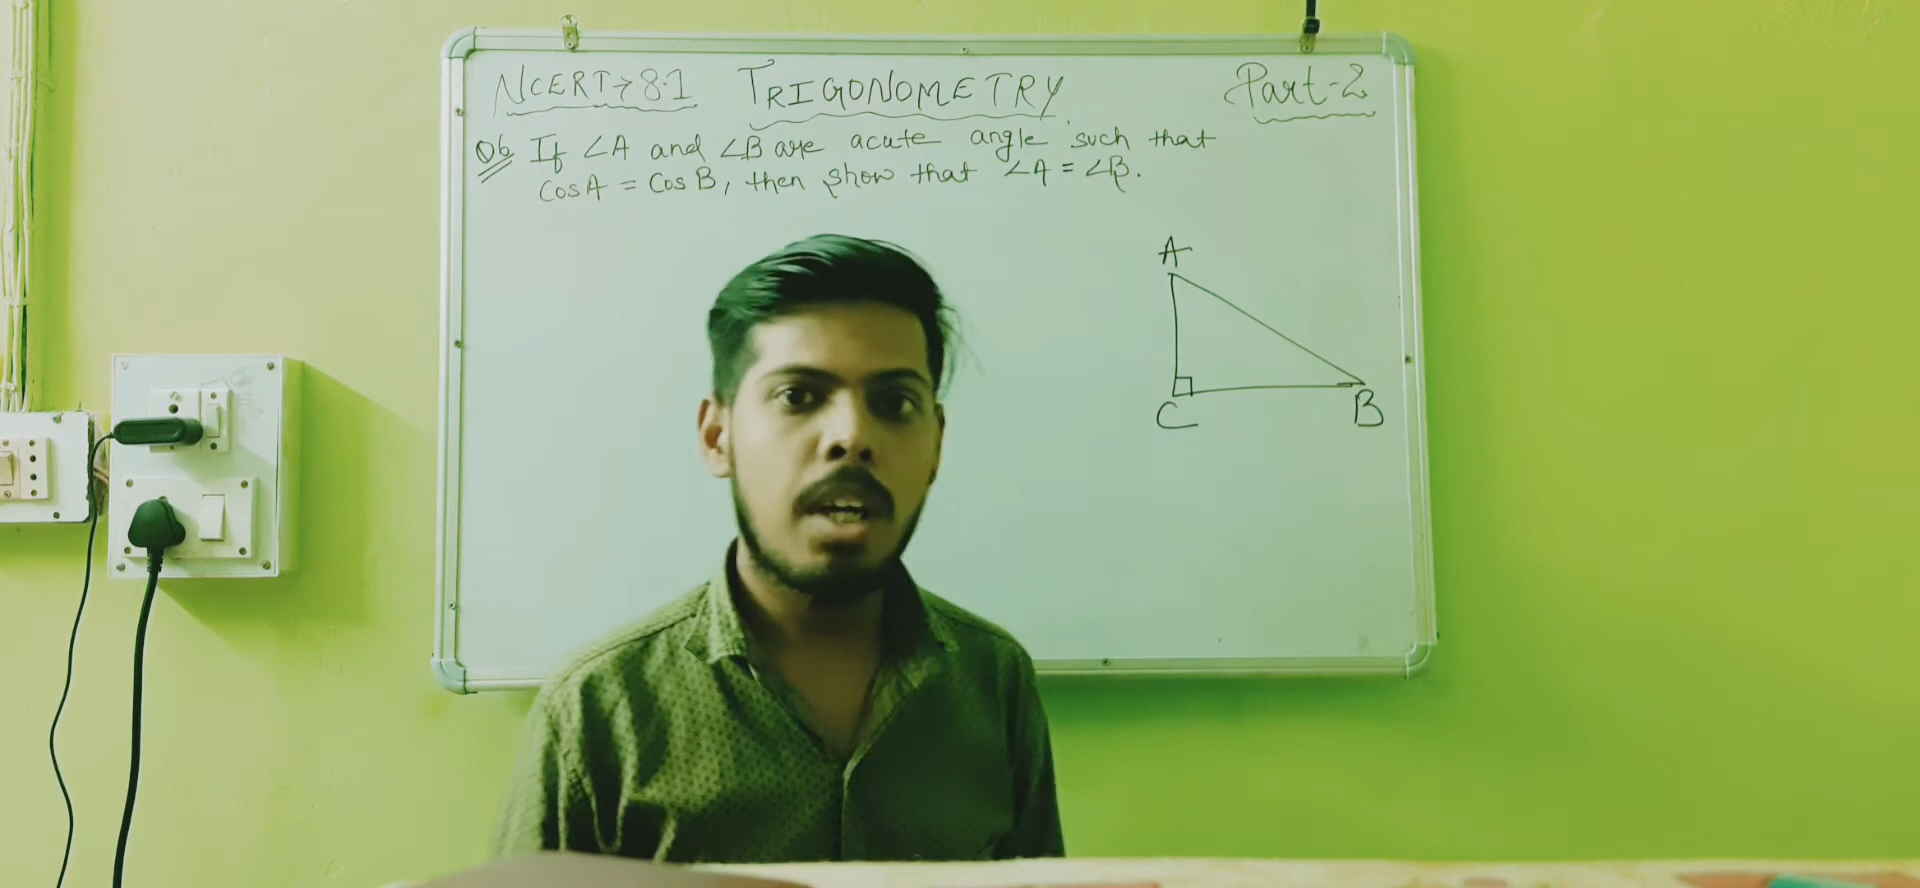 NCERT → 8.1 TRIGONOMETRY Part-2
Q6 If ∠A and ∠B are acute angle such that
Cos A = Cos B, then show that ∠A = ∠B.
A
C B